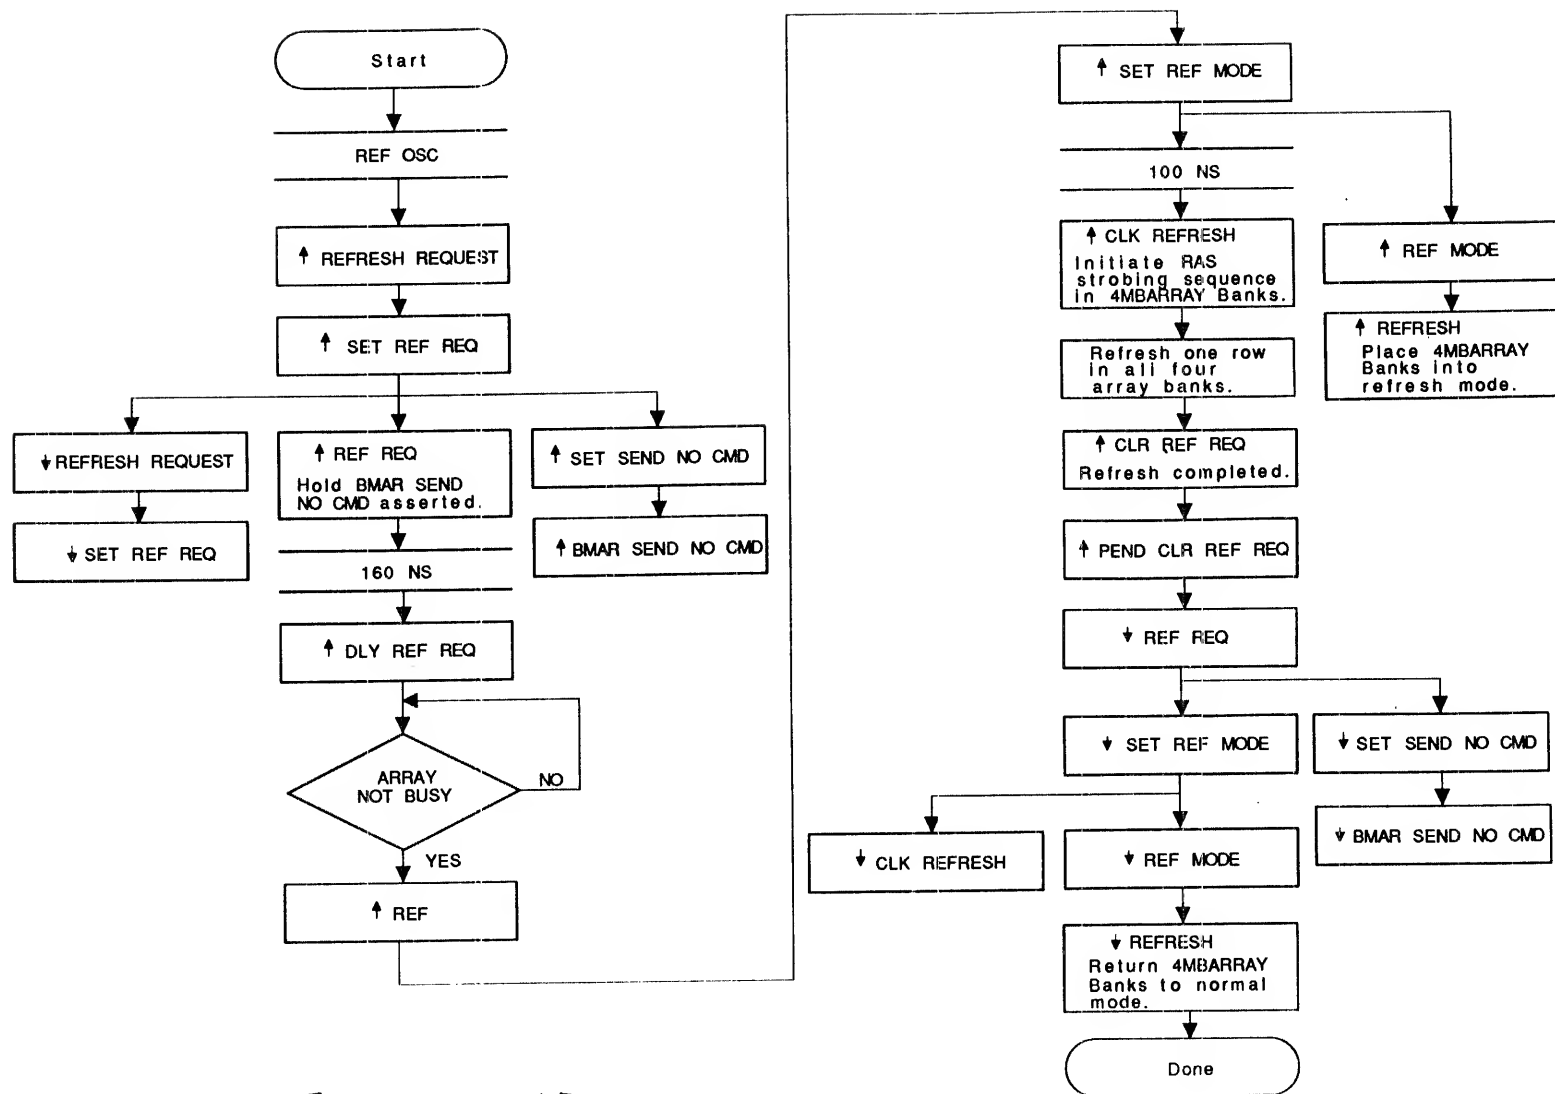 Start
REF OSC
↑ REFRESH REQUEST
↑ SET REF REQ
↓ REFRESH REQUEST
↓ SET REF REQ
↑ REF REQ
Hold BMAR SEND
NO CMD asserted.
↑ SET SEND NO CMD
↑ BMAR SEND NO CMD
160 NS
↑ DLY REF REQ
ARRAY
NOT BUSY
NO
YES
↑ REF
↑ SET REF MODE
100 NS
↑ CLK REFRESH
Initiate RAS
strobing sequence
in 4MBARRAY Banks.
↑ REF MODE
↑ REFRESH
Place 4MBARRAY
Banks into
refresh mode.
Refresh one row
in all four
array banks.
↑ CLR REF REQ
Refresh completed.
↑ PEND CLR REF REQ
↓ REF REQ
↓ SET REF MODE
↓ SET SEND NO CMD
↓ BMAR SEND NO CMD
↓ CLK REFRESH
↓ REF MODE
↓ REFRESH
Return 4MBARRAY
Banks to normal
mode.
Done